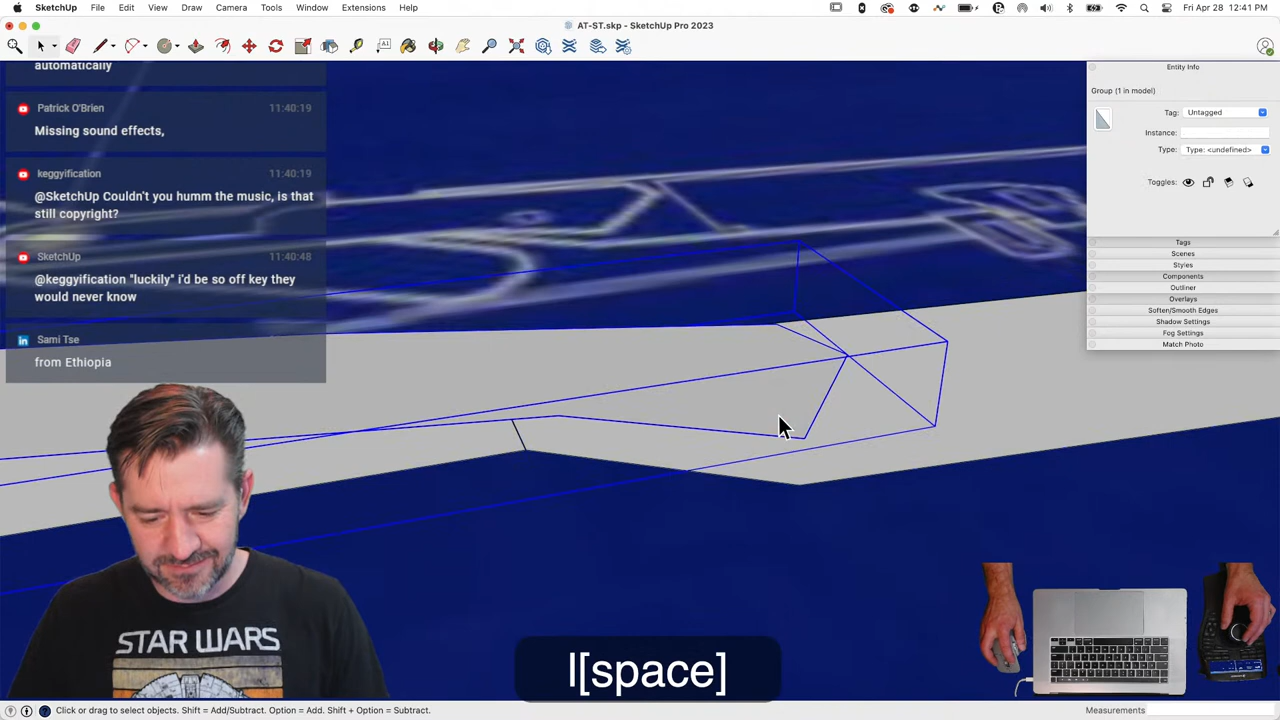 SketchUp File Edit View Draw Camera Tools Window Extensions Help Fri Apr 28 12:41 PM
AT-ST.skp - SketchUp Pro 2023
automatically
Patrick O'Brien 11:40:19
Missing sound effects,
keggyification 11:40:19
@SketchUp Couldn't you humm the music, is that
still copyright?
SketchUp 11:40:48
@keggyification "luckily" i'd be so off key they
would never know
Sami Tse
from Ethiopia
Entity Info
Group (1 in model)
Tag: Untagged
Instance:
Type: Type: <undefined>
Toggles:
Tags
Scenes
Styles
Components
Outliner
Overlays
Soften/Smooth Edges
Shadow Settings
Fog Settings
Match Photo
STAR WARS
l[space]
Click or drag to select objects. Shift = Add/Subtract. Option = Add. Shift + Option = Subtract. Measurements